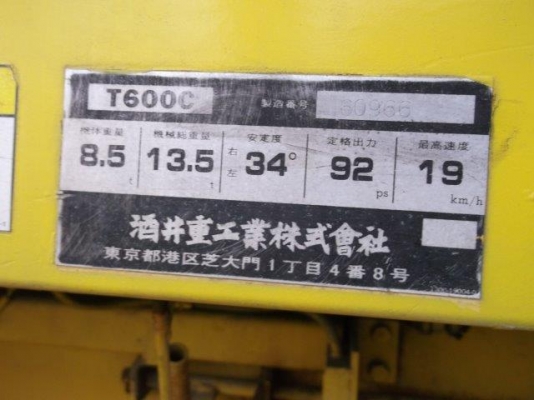 T600C 製造番号
機体重量 機械総重量 安定度 定格出力 最高速度
8.5 t 13.5 t 右左 34° 92 ps 19 km/h
酒井重工業株式會社
東京都港区芝大門1丁目4番8号